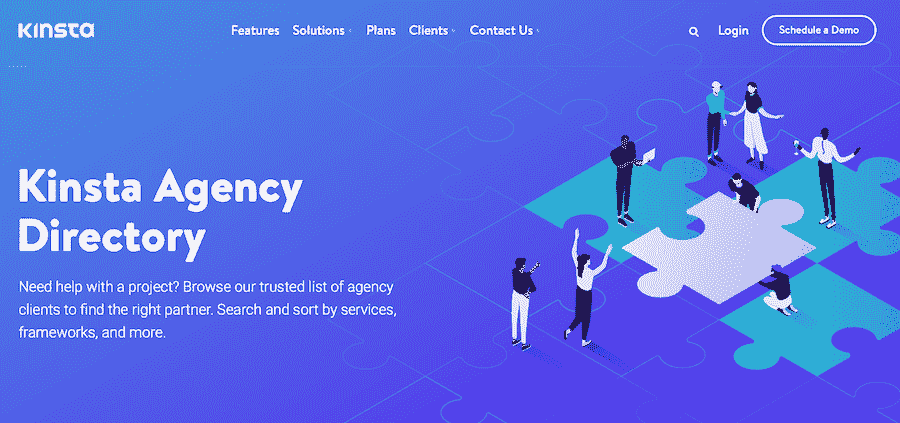 KINSTA
Features Solutions Plans Clients Contact Us Login Schedule a Demo
Kinsta Agency
Directory
Need help with a project? Browse our trusted list of agency
clients to find the right partner. Search and sort by services,
frameworks, and more.